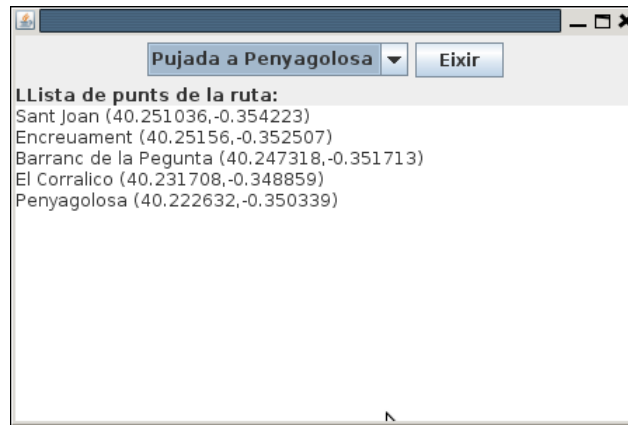 Pujada a Penyagolosa Eixir
LLista de punts de la ruta:
Sant Joan (40.251036,-0.354223)
Encreuament (40.25156,-0.352507)
Barranc de la Pegunta (40.247318,-0.351713)
El Corralico (40.231708,-0.348859)
Penyagolosa (40.222632,-0.350339)